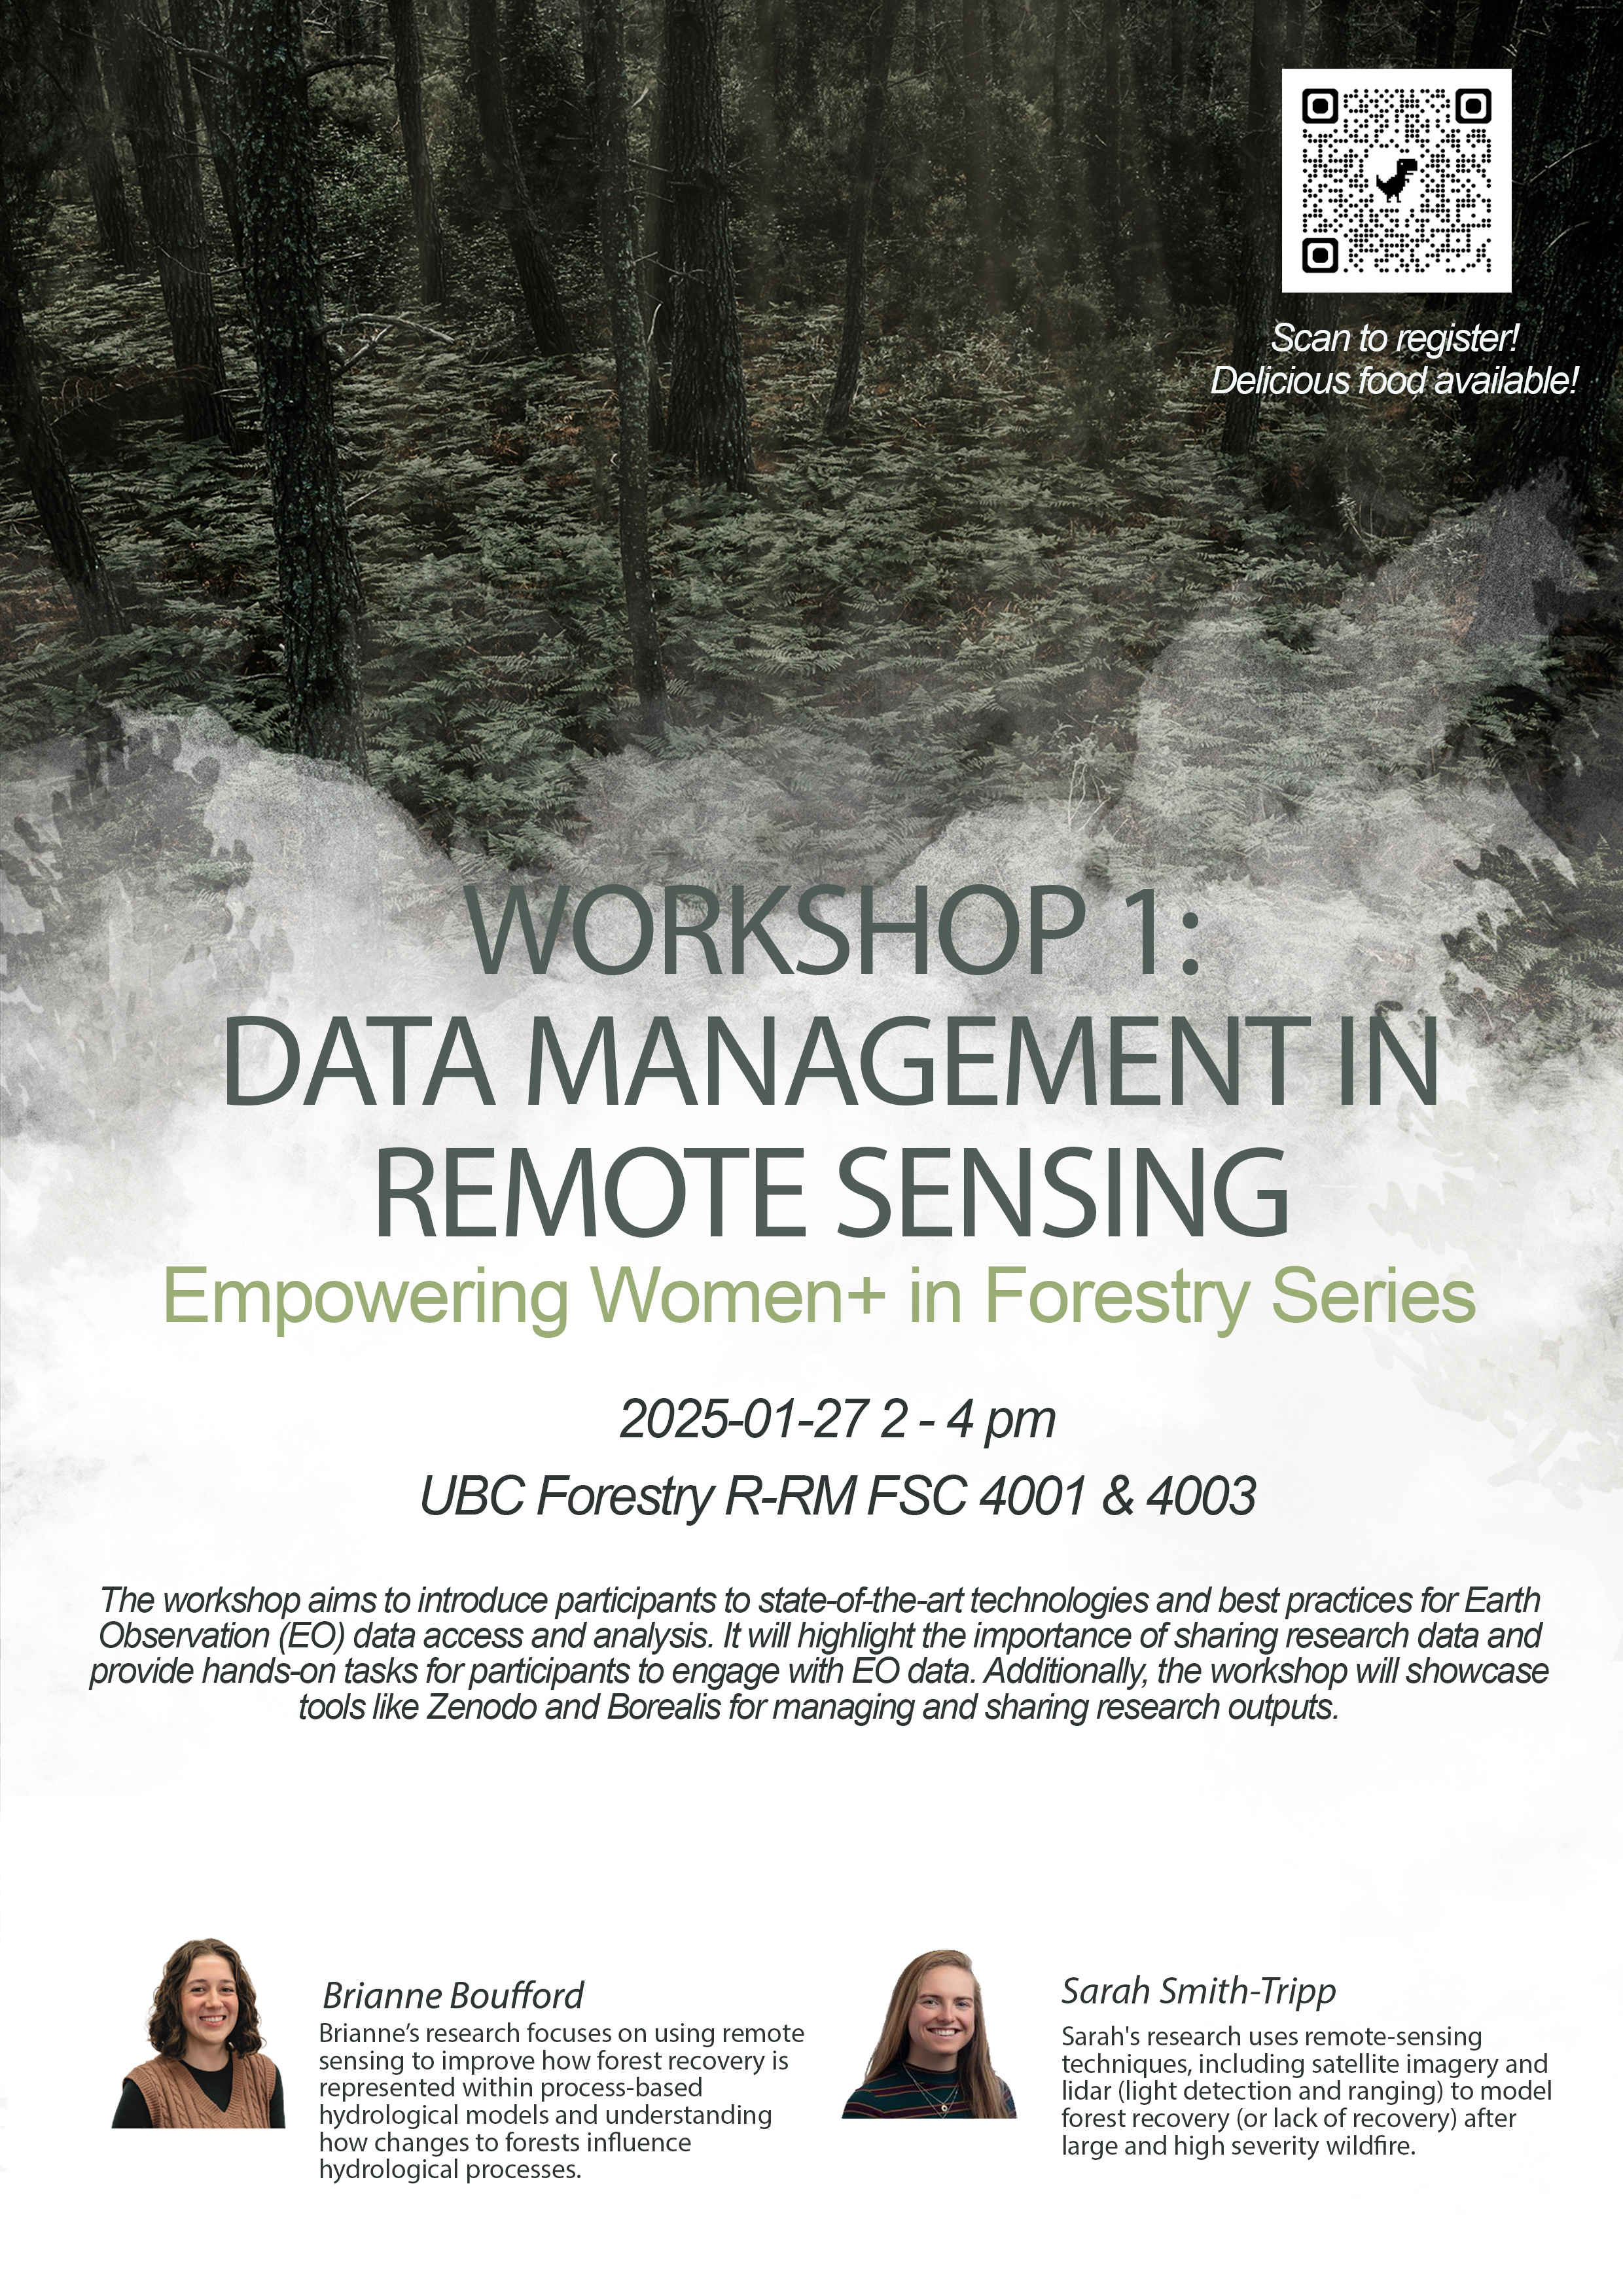 Scan to register!
Delicious food available!
WORKSHOP 1:
DATA MANAGEMENT IN
REMOTE SENSING
Empowering Women+ in Forestry Series
2025-01-27 2 - 4 pm
UBC Forestry R-RM FSC 4001 & 4003
The workshop aims to introduce participants to state-of-the-art technologies and best practices for Earth
Observation (EO) data access and analysis. It will highlight the importance of sharing research data and
provide hands-on tasks for participants to engage with EO data. Additionally, the workshop will showcase
tools like Zenodo and Borealis for managing and sharing research outputs.
Brianne Boufford
Brianne’s research focuses on using remote
sensing to improve how forest recovery is
represented within process-based
hydrological models and understanding
how changes to forests influence
hydrological processes.
Sarah Smith-Tripp
Sarah's research uses remote-sensing
techniques, including satellite imagery and
lidar (light detection and ranging) to model
forest recovery (or lack of recovery) after
large and high severity wildfire.